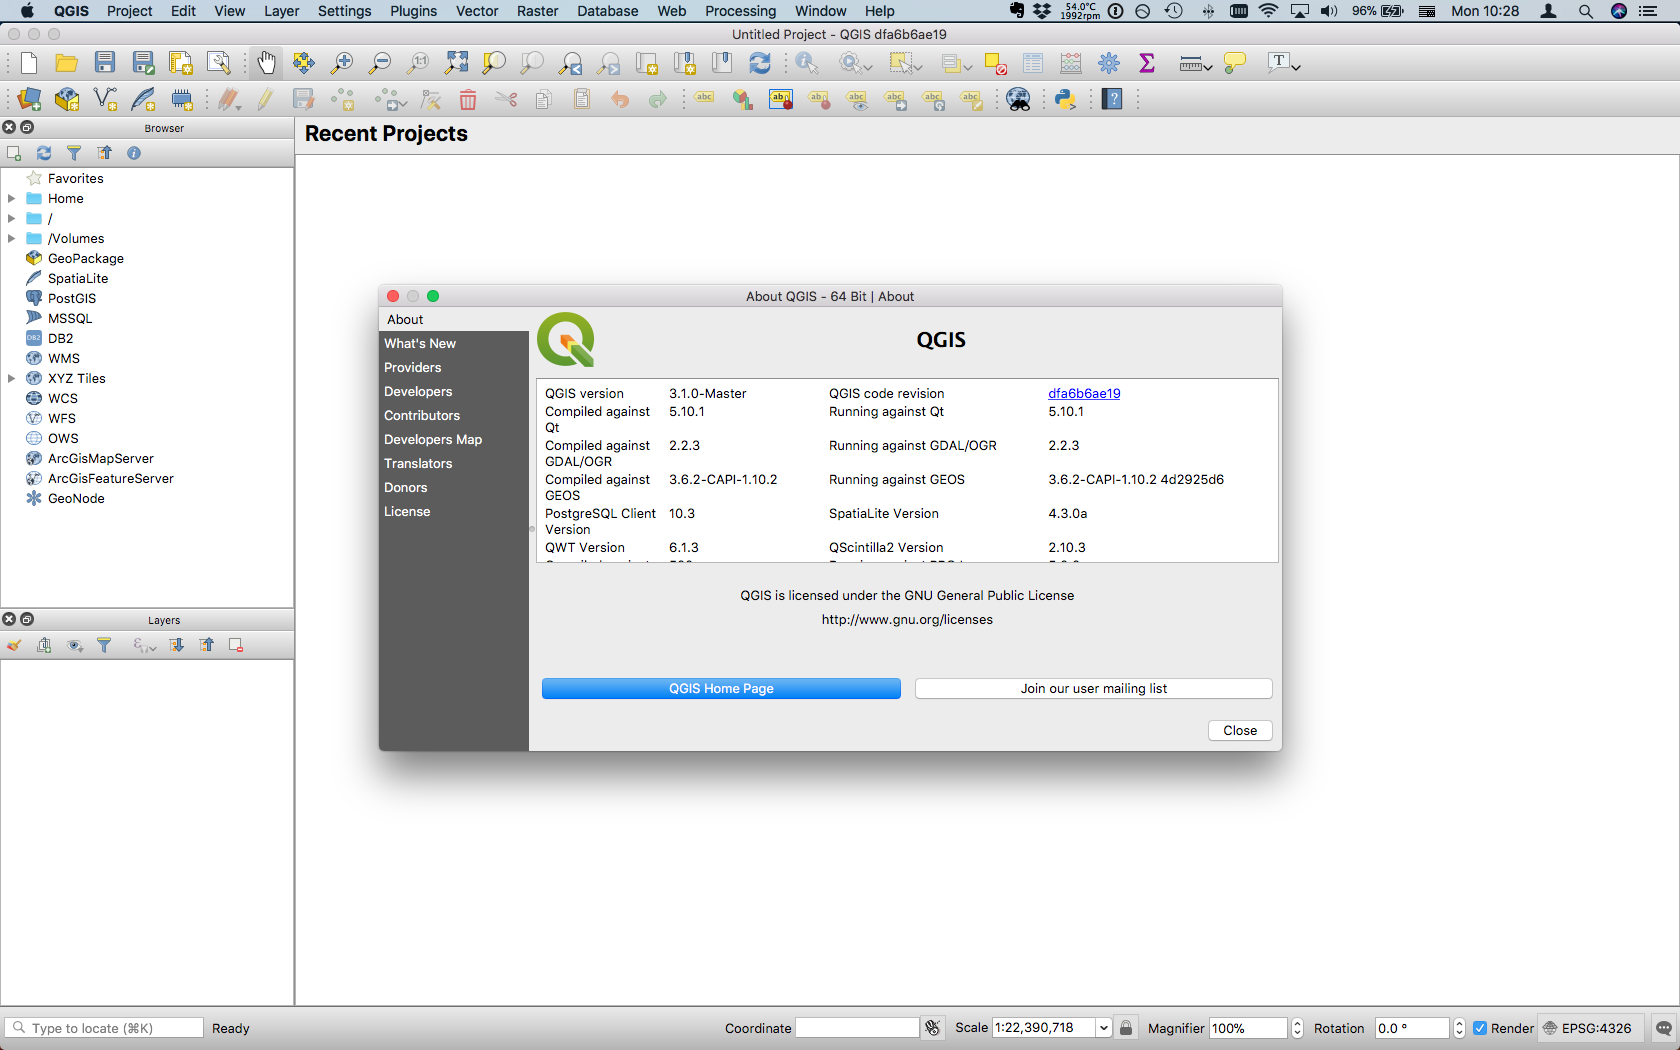 QGIS Project Edit View Layer Settings Plugins Vector Raster Database Web Processing Window Help 54.0°C 1992rpm 96% Mon 10:28
Untitled Project - QGIS dfa6b6ae19
Browser
Recent Projects
Favorites
Home
/
/Volumes
GeoPackage
SpatiaLite
PostGIS
MSSQL
DB2
WMS
XYZ Tiles
WCS
WFS
OWS
ArcGisMapServer
ArcGisFeatureServer
GeoNode
Layers
About QGIS - 64 Bit | About
About
What's New
Providers
Developers
Contributors
Developers Map
Translators
Donors
License
QGIS
QGIS version 3.1.0-Master QGIS code revision dfa6b6ae19
Compiled against Qt 5.10.1 Running against Qt 5.10.1
Compiled against GDAL/OGR 2.2.3 Running against GDAL/OGR 2.2.3
Compiled against GEOS 3.6.2-CAPI-1.10.2 Running against GEOS 3.6.2-CAPI-1.10.2 4d2925d6
PostgreSQL Client Version 10.3 SpatiaLite Version 4.3.0a
QWT Version 6.1.3 QScintilla2 Version 2.10.3
QGIS is licensed under the GNU General Public License
http://www.gnu.org/licenses
QGIS Home Page Join our user mailing list
Close
Type to locate (⌘K) Ready Coordinate Scale 1:22,390,718 Magnifier 100% Rotation 0.0 ° Render EPSG:4326